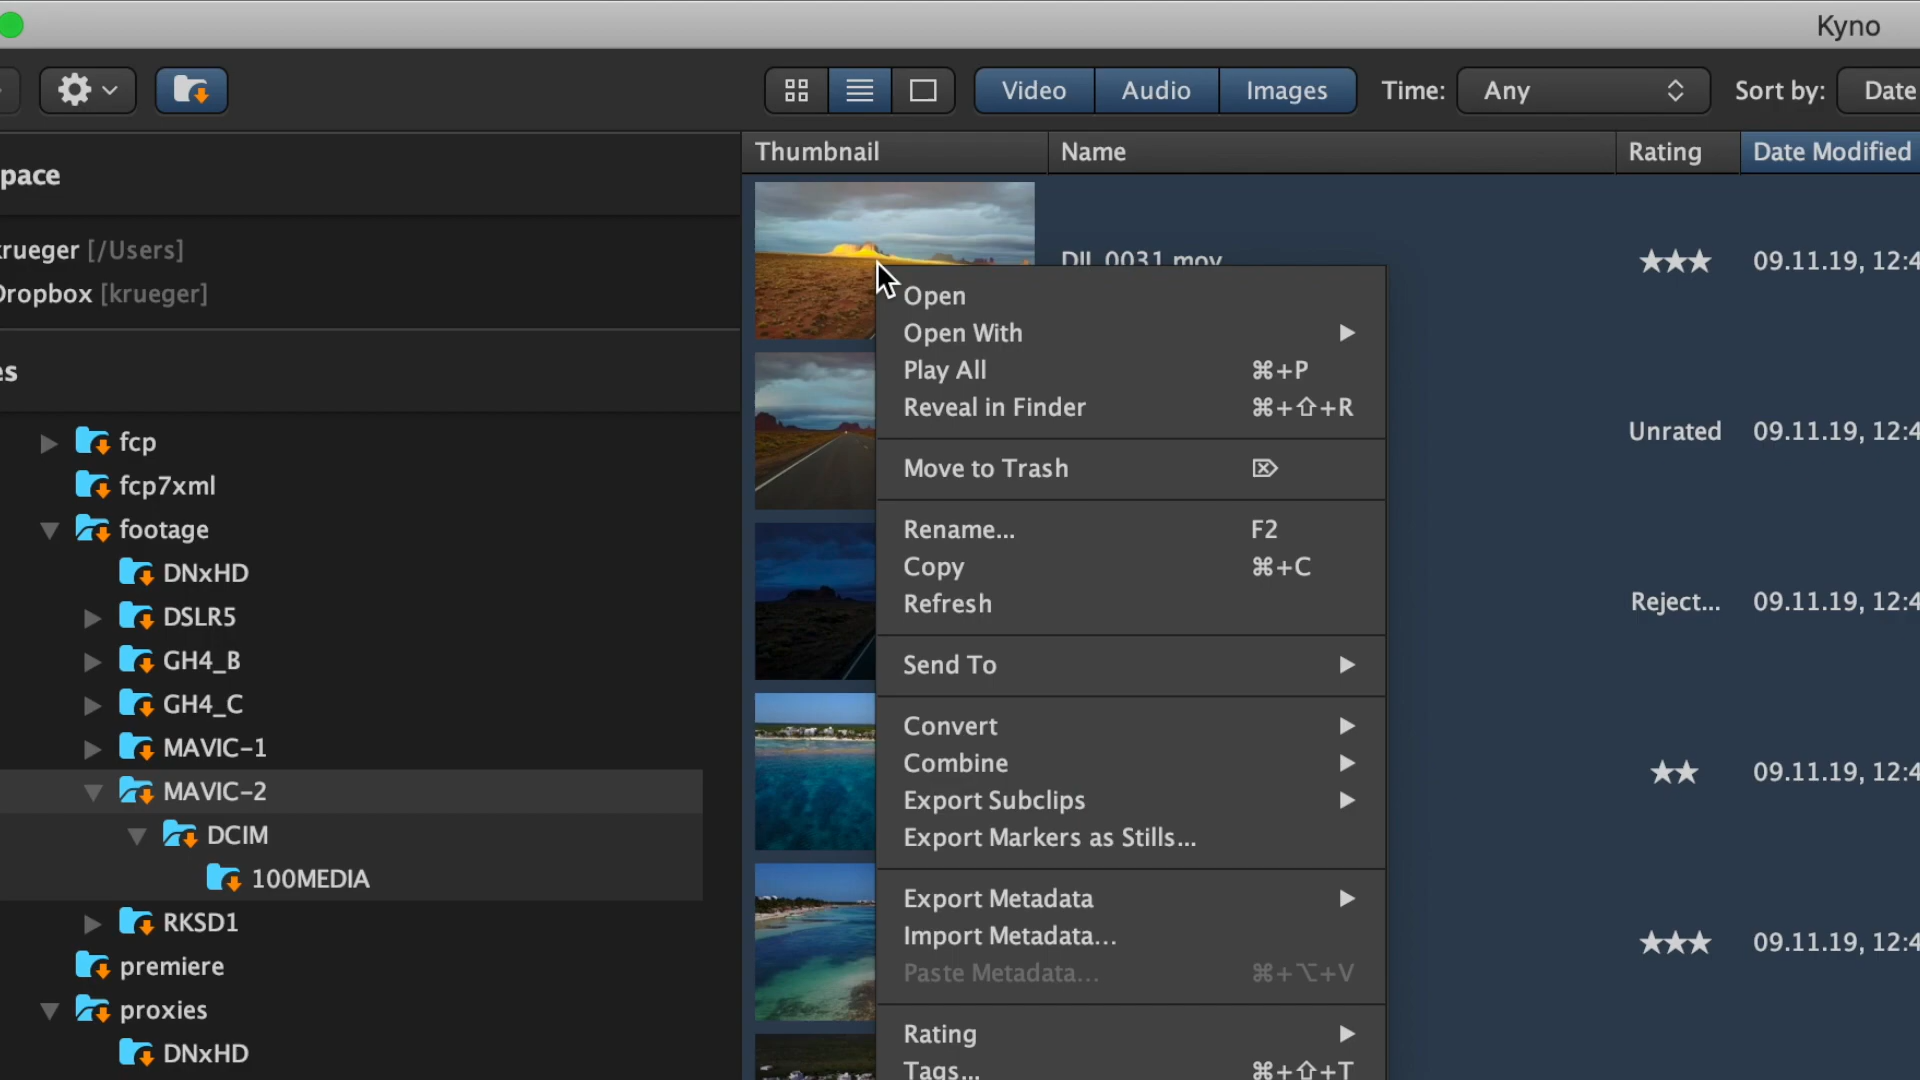 Kyno
Video Audio Images Time: Any Sort by: Date
Thumbnail Name Rating Date Modified
pace
krueger [/Users]
Dropbox [krueger]
es
fcp
fcp7xml
footage
DNxHD
DSLR5
GH4_B
GH4_C
MAVIC-1
MAVIC-2
DCIM
100MEDIA
RKSD1
premiere
proxies
DNxHD
DJI_0031.mov
★★★ 09.11.19, 12:4
Unrated 09.11.19, 12:4
Reject... 09.11.19, 12:4
★★ 09.11.19, 12:4
★★★ 09.11.19, 12:4
Open
Open With
Play All ⌘+P
Reveal in Finder ⌘+⇧+R
Move to Trash ⌦
Rename... F2
Copy ⌘+C
Refresh
Send To
Convert
Combine
Export Subclips
Export Markers as Stills...
Export Metadata
Import Metadata...
Paste Metadata... ⌘+⌥+V
Rating
Tags... ⌘+⇧+T